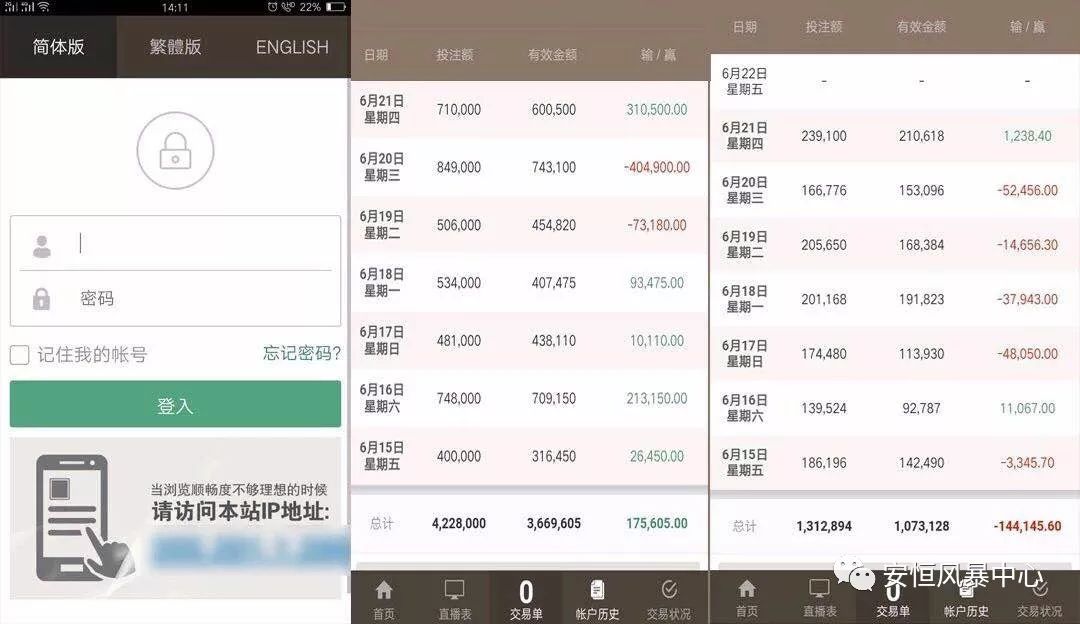 14:11
22%
简体版 繁體版 ENGLISH
密码
记住我的帐号 忘记密码?
登入
当浏览顺畅度不够理想的时候
请访问本站IP地址:
日期 投注额 有效金额 输/赢
6月21日
星期四 710,000 600,500 310,500.00
6月20日
星期三 849,000 743,100 -404,900.00
6月19日
星期二 506,000 454,820 -73,180.00
6月18日
星期一 534,000 407,475 93,475.00
6月17日
星期日 481,000 438,110 10,110.00
6月16日
星期六 748,000 709,150 213,150.00
6月15日
星期五 400,000 316,450 26,450.00
总计 4,228,000 3,669,605 175,605.00
0
首页 直播表 交易单 帐户历史 交易状况
日期 投注额 有效金额 输/赢
6月22日
星期五 - - -
6月21日
星期四 239,100 210,618 1,238.40
6月20日
星期三 166,776 153,096 -52,456.00
6月19日
星期二 205,650 168,384 -14,656.30
6月18日
星期一 201,168 191,823 -37,943.00
6月17日
星期日 174,480 113,930 -48,050.00
6月16日
星期六 139,524 92,787 11,067.00
6月15日
星期五 186,196 142,490 -3,345.70
总计 1,312,894 1,073,128 -144,145.60
安恒风暴中心
0
首页 直播表 交易单 帐户历史 交易状况